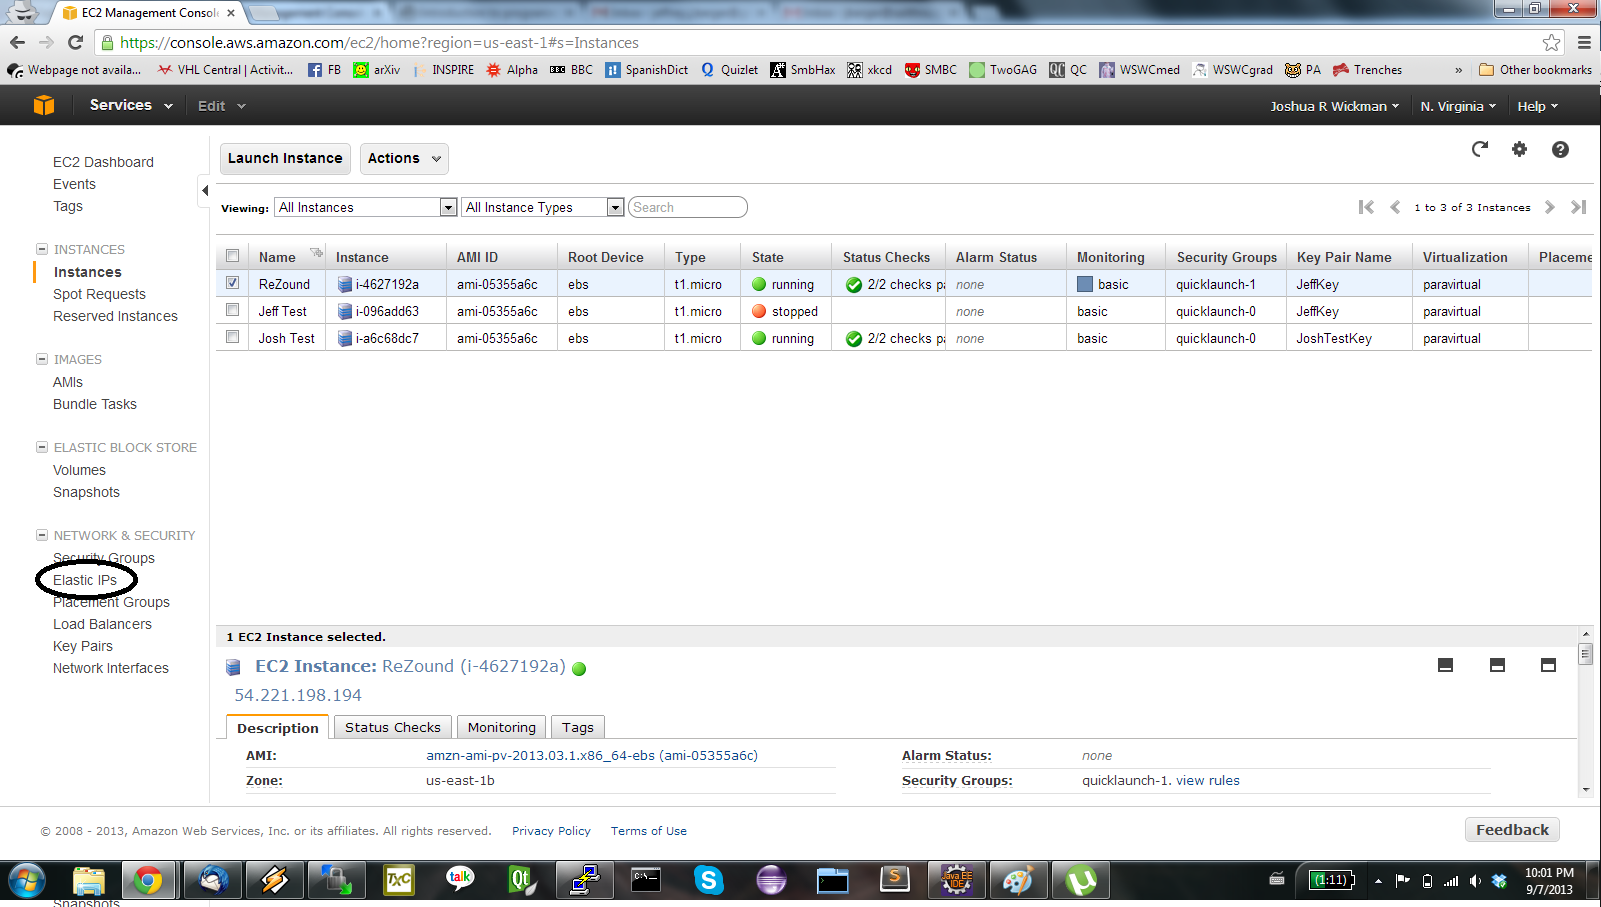 EC2 Management Conso
https://console.aws.amazon.com/ec2/home?region=us-east-1#s=Instances
Webpage not availa... VHL Central | Activit... FB arXiv INSPIRE Alpha BBC SpanishDict Quizlet SmbHax xkcd SMBC TwoGAG QC WSWCmed WSWCgrad PA Trenches » Other bookmarks
Services Edit Joshua R Wickman N. Virginia Help
EC2 Dashboard
Events
Tags
INSTANCES
Instances
Spot Requests
Reserved Instances
IMAGES
AMIs
Bundle Tasks
ELASTIC BLOCK STORE
Volumes
Snapshots
NETWORK & SECURITY
Security Groups
Elastic IPs
Placement Groups
Load Balancers
Key Pairs
Network Interfaces
Launch Instance Actions
Viewing: All Instances All Instance Types Search 1 to 3 of 3 Instances
Name Instance AMI ID Root Device Type State Status Checks Alarm Status Monitoring Security Groups Key Pair Name Virtualization Placeme
ReZound i-4627192a ami-05355a6c ebs t1.micro running 2/2 checks pa none basic quicklaunch-1 JeffKey paravirtual
Jeff Test i-096add63 ami-05355a6c ebs t1.micro stopped none basic quicklaunch-0 JeffKey paravirtual
Josh Test i-a6c68dc7 ami-05355a6c ebs t1.micro running 2/2 checks pa none basic quicklaunch-0 JoshTestKey paravirtual
1 EC2 Instance selected.
EC2 Instance: ReZound (i-4627192a)
54.221.198.194
Description Status Checks Monitoring Tags
AMI: amzn-ami-pv-2013.03.1.x86_64-ebs (ami-05355a6c) Alarm Status: none
Zone: us-east-1b Security Groups: quicklaunch-1. view rules
© 2008 - 2013, Amazon Web Services, Inc. or its affiliates. All rights reserved. Privacy Policy Terms of Use Feedback
TXC talk Qt C:\ S Java EE IDE (1:11) 10:01 PM
9/7/2013
Snapshots